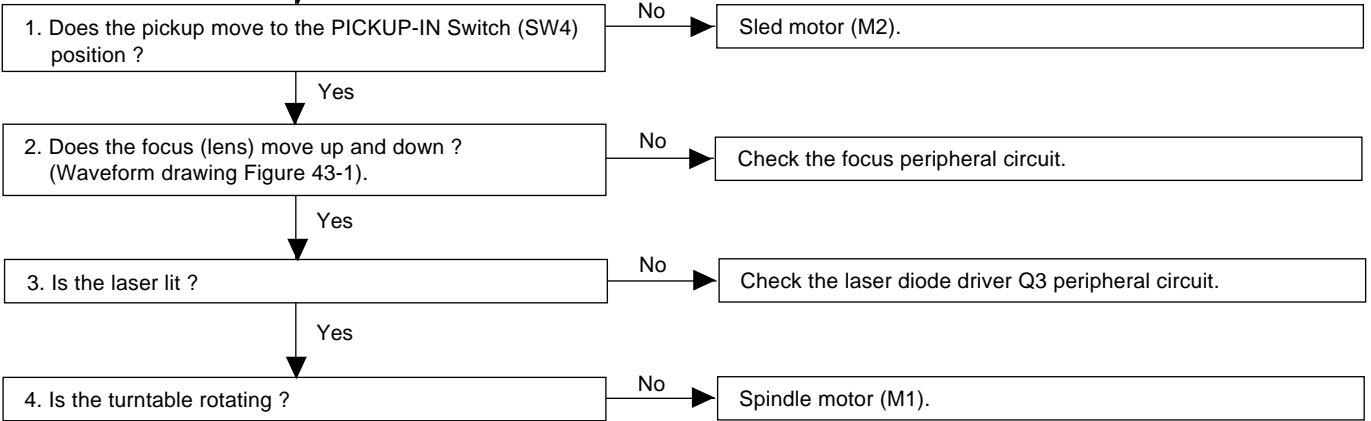 1. Does the pickup move to the PICKUP-IN Switch (SW4)
position ?
No
Sled motor (M2).
Yes
2. Does the focus (lens) move up and down ?
(Waveform drawing Figure 43-1).
No
Check the focus peripheral circuit.
Yes
3. Is the laser lit ?
No
Check the laser diode driver Q3 peripheral circuit.
Yes
4. Is the turntable rotating ?
No
Spindle motor (M1).